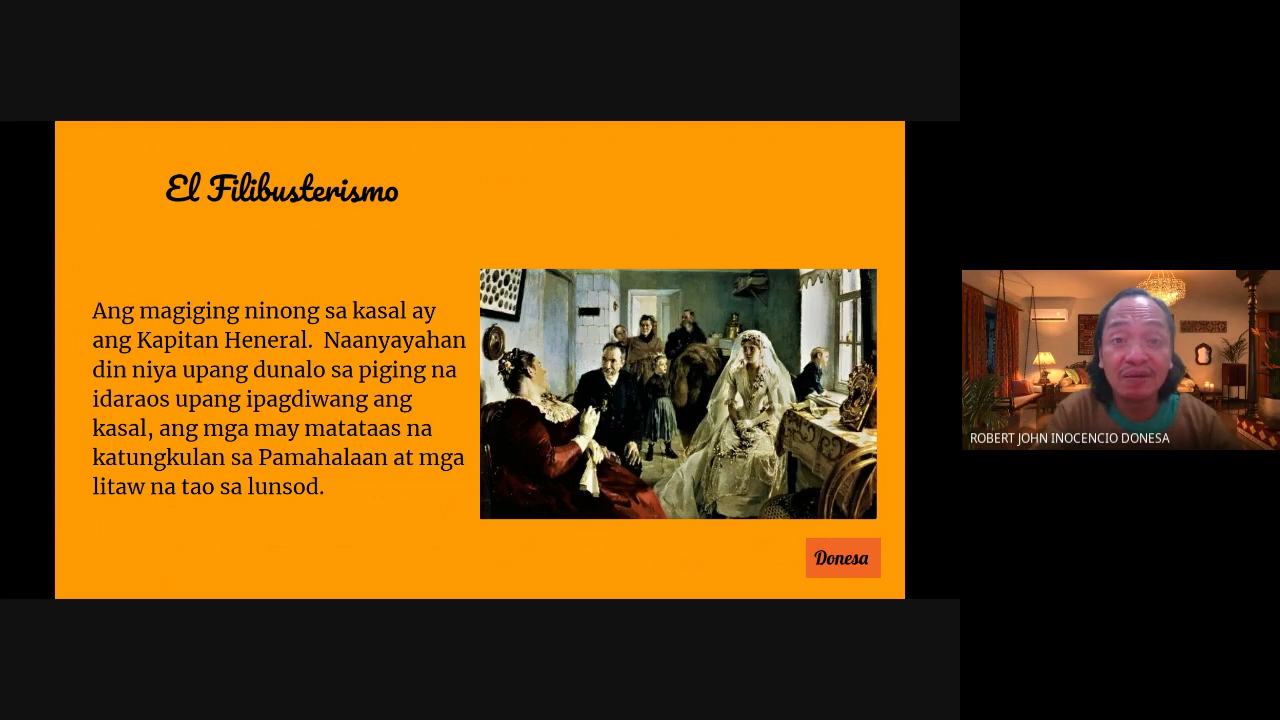 El Filibusterismo
Ang magiging ninong sa kasal ay
ang Kapitan Heneral.  Naanyayahan
din niya upang dunalo sa piging na
idaraos upang ipagdiwang ang
kasal, ang mga may matataas na
katungkulan sa Pamahalaan at mga
litaw na tao sa lunsod.
Donesa
ROBERT JOHN INOCENCIO DONESA